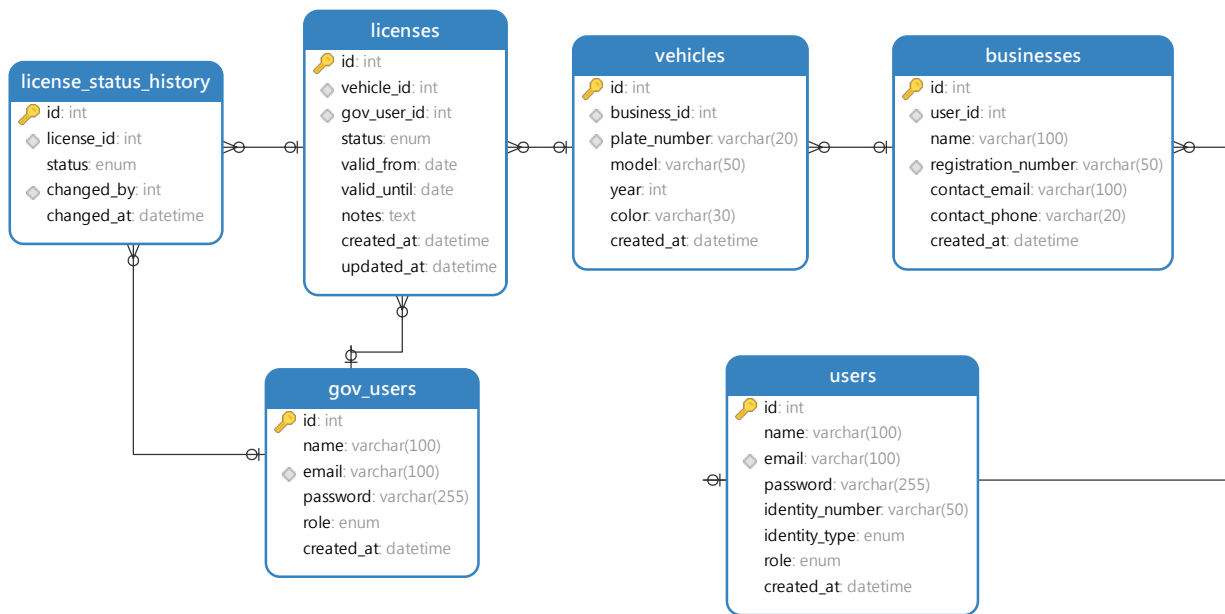 license_status_history
id: int
license_id: int
status: enum
changed_by: int
changed_at: datetime
licenses
id: int
vehicle_id: int
gov_user_id: int
status: enum
valid_from: date
valid_until: date
notes: text
created_at: datetime
updated_at: datetime
vehicles
id: int
business_id: int
plate_number: varchar(20)
model: varchar(50)
year: int
color: varchar(30)
created_at: datetime
businesses
id: int
user_id: int
name: varchar(100)
registration_number: varchar(50)
contact_email: varchar(100)
contact_phone: varchar(20)
created_at: datetime
gov_users
id: int
name: varchar(100)
email: varchar(100)
password: varchar(255)
role: enum
created_at: datetime
users
id: int
name: varchar(100)
email: varchar(100)
password: varchar(255)
identity_number: varchar(50)
identity_type: enum
role: enum
created_at: datetime